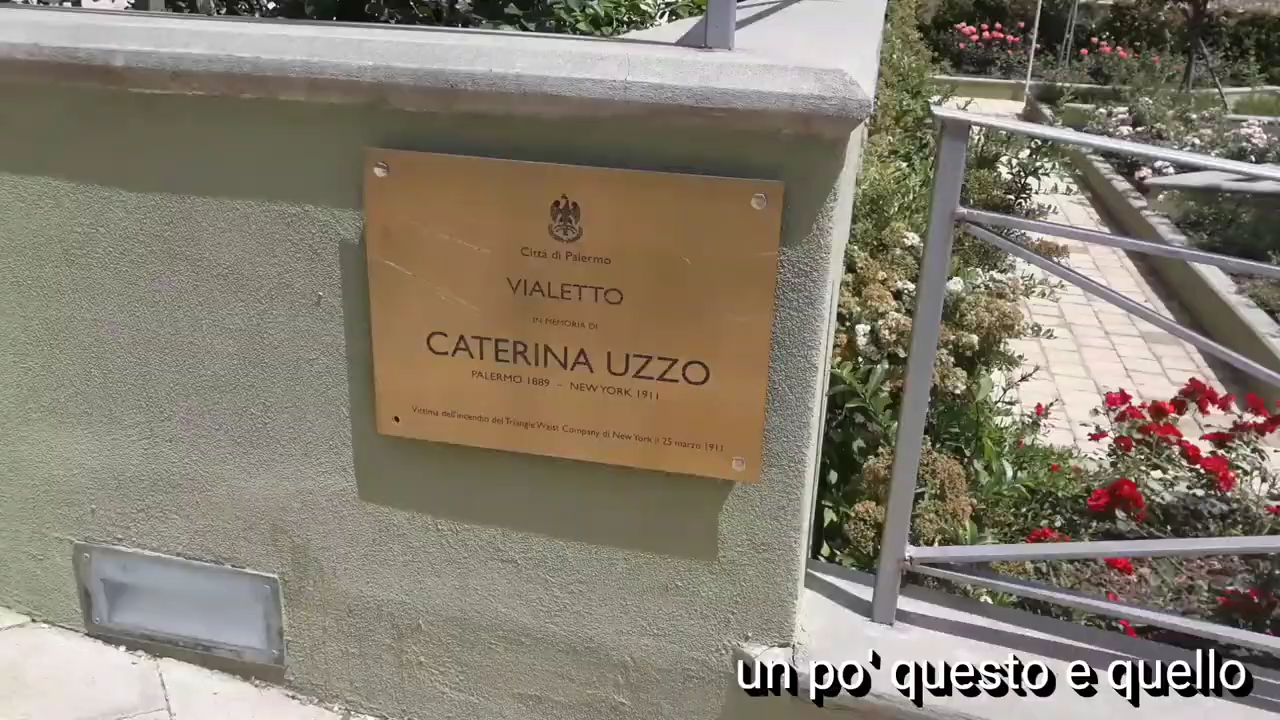 Città di Palermo
VIALETTO
IN MEMORIA DI
CATERINA UZZO
PALERMO 1889 - NEW YORK 1911
Vittima dell'incendio del Triangle Waist Company di New York il 25 marzo 1911
un po' questo e quello